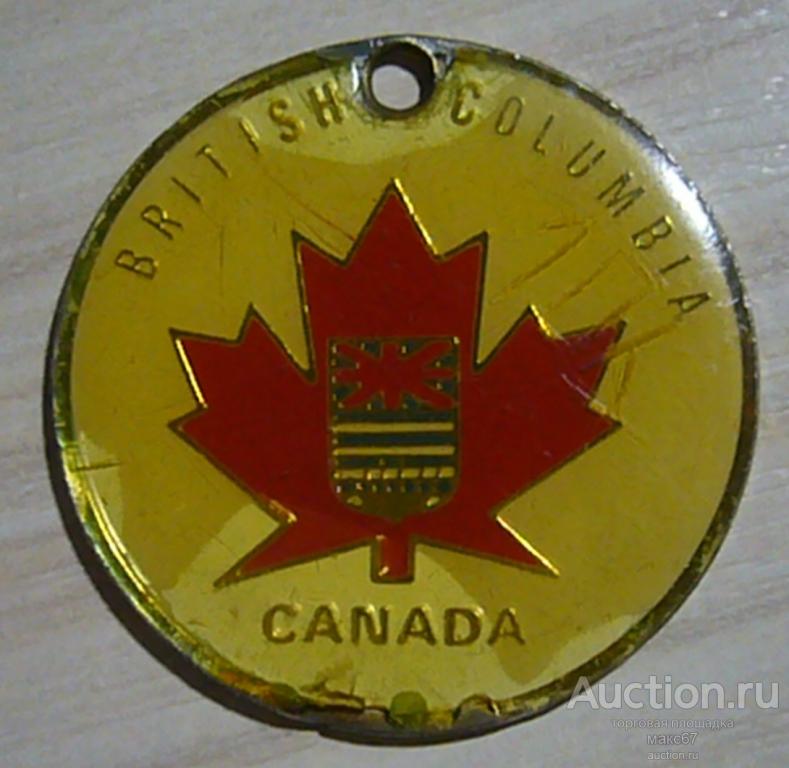 BRITISH COLUMBIA
CANADA
Auction.ru
торговая площадка
макс67
auction.ru